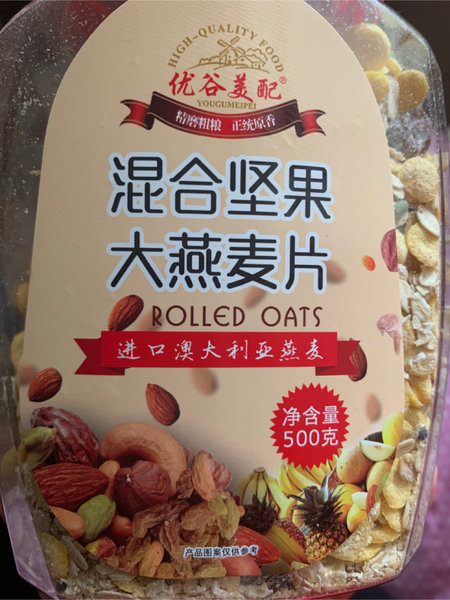 HIGH-QUALITY FOOD
优谷美配®
YOUGUMEIPEI
精磨粗粮 正统原香
混合坚果
大燕麦片
ROLLED OATS
进口澳大利亚燕麦
净含量
500克
产品图案仅供参考